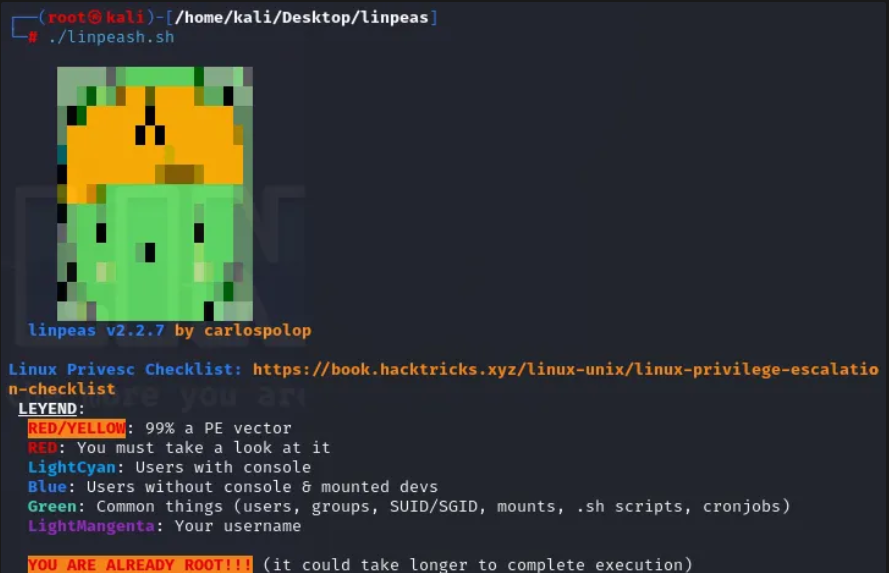 ┌──(root㉿kali)-[/home/kali/Desktop/linpeas]
└─# ./linpeash.sh
linpeas v2.2.7 by carlospolop
Linux Privesc Checklist: https://book.hacktricks.xyz/linux-unix/linux-privilege-escalatio
n-checklist
LEYEND:
RED/YELLOW: 99% a PE vector
RED: You must take a look at it
LightCyan: Users with console
Blue: Users without console & mounted devs
Green: Common things (users, groups, SUID/SGID, mounts, .sh scripts, cronjobs)
LightMangenta: Your username
YOU ARE ALREADY ROOT!!! (it could take longer to complete execution)